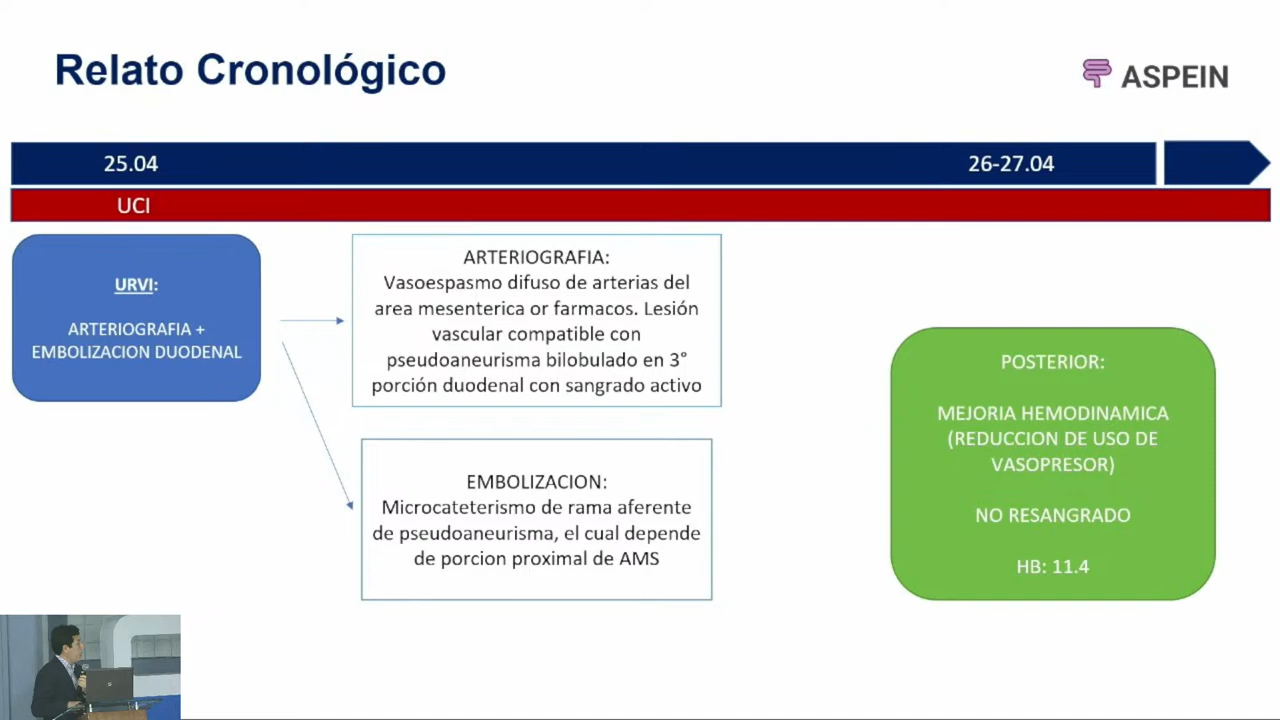 Relato Cronológico
ASPEIN
25.04
26-27.04
UCI
URVI:
ARTERIOGRAFIA +
EMBOLIZACION DUODENAL
ARTERIOGRAFIA:
Vasoespasmo difuso de arterias del
area mesenterica or farmacos. Lesión
vascular compatible con
pseudoaneurisma bilobulado en 3°
porción duodenal con sangrado activo
EMBOLIZACION:
Microcateterismo de rama aferente
de pseudoaneurisma, el cual depende
de porcion proximal de AMS
POSTERIOR:
MEJORIA HEMODINAMICA
(REDUCCION DE USO DE
VASOPRESOR)
NO RESANGRADO
HB: 11.4